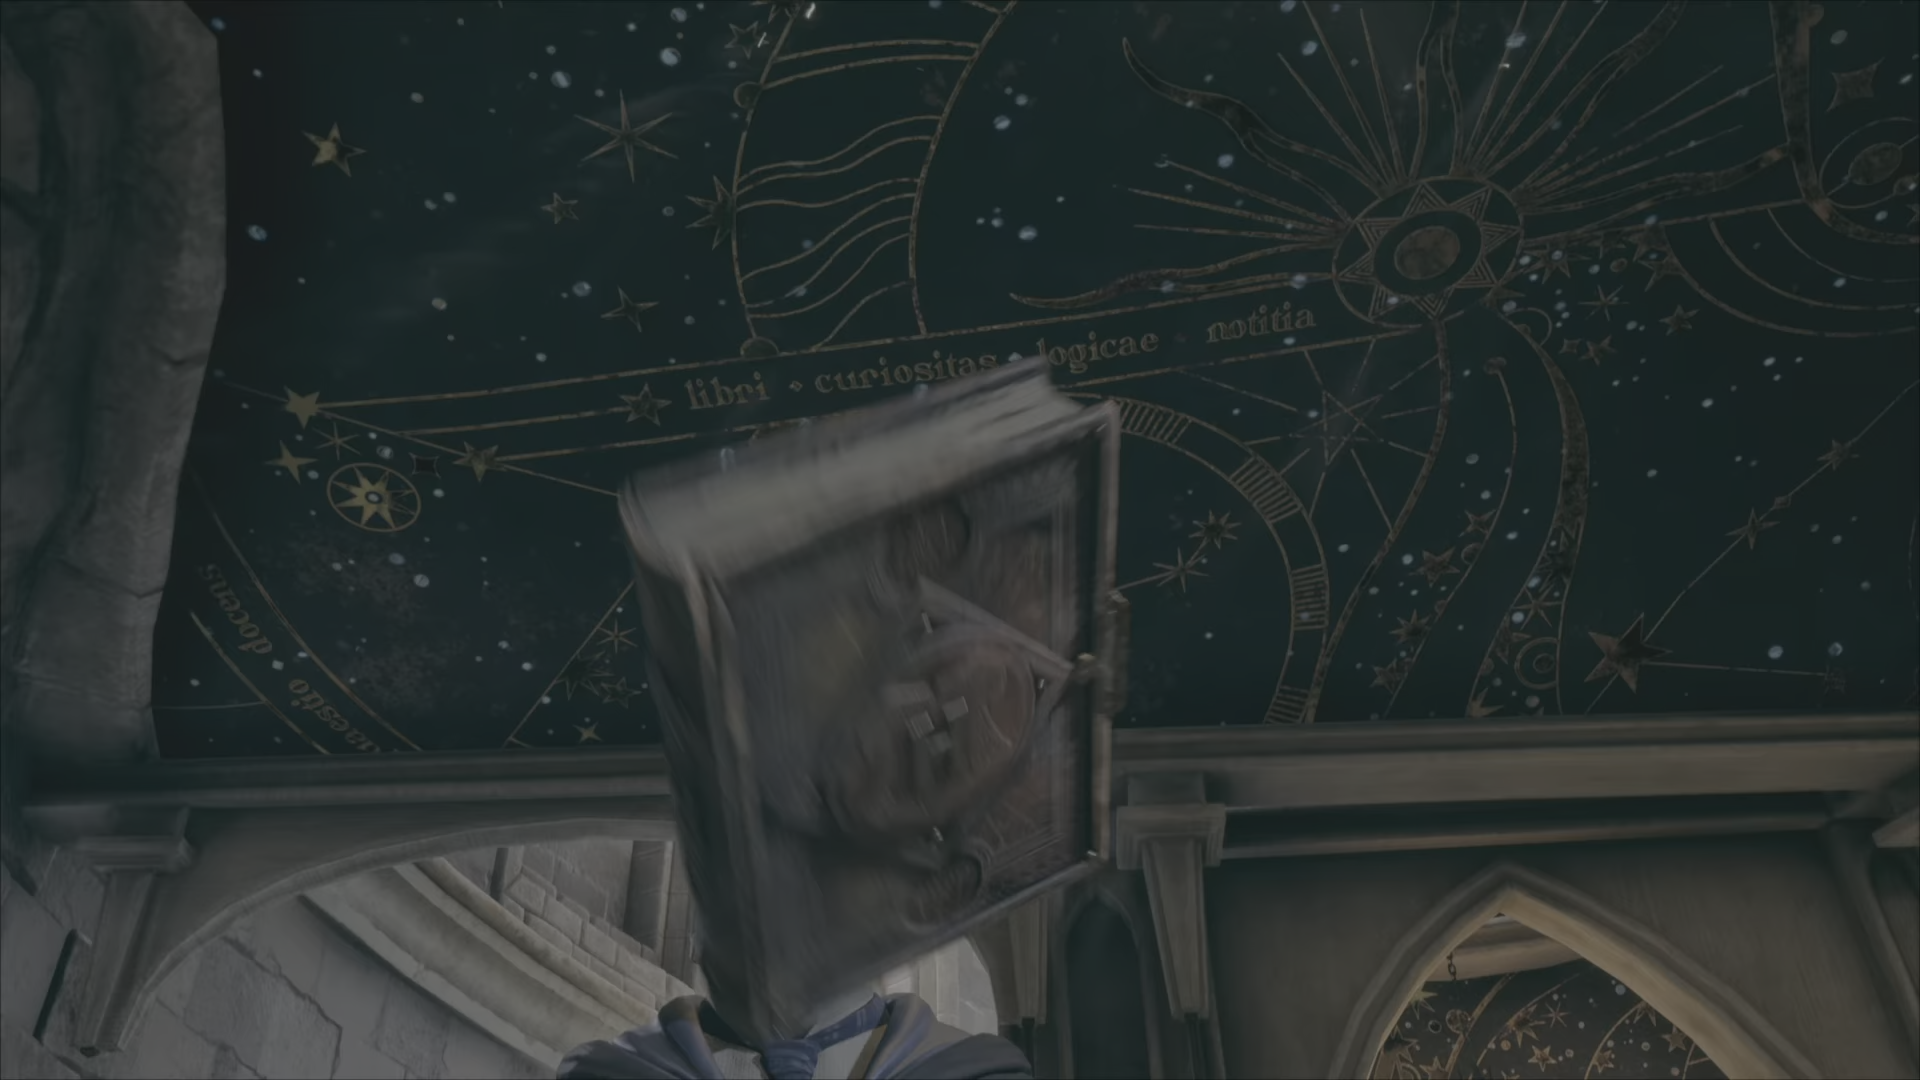 libri ⋄ curiositas ⋄ logicae notitia
docens ⋄